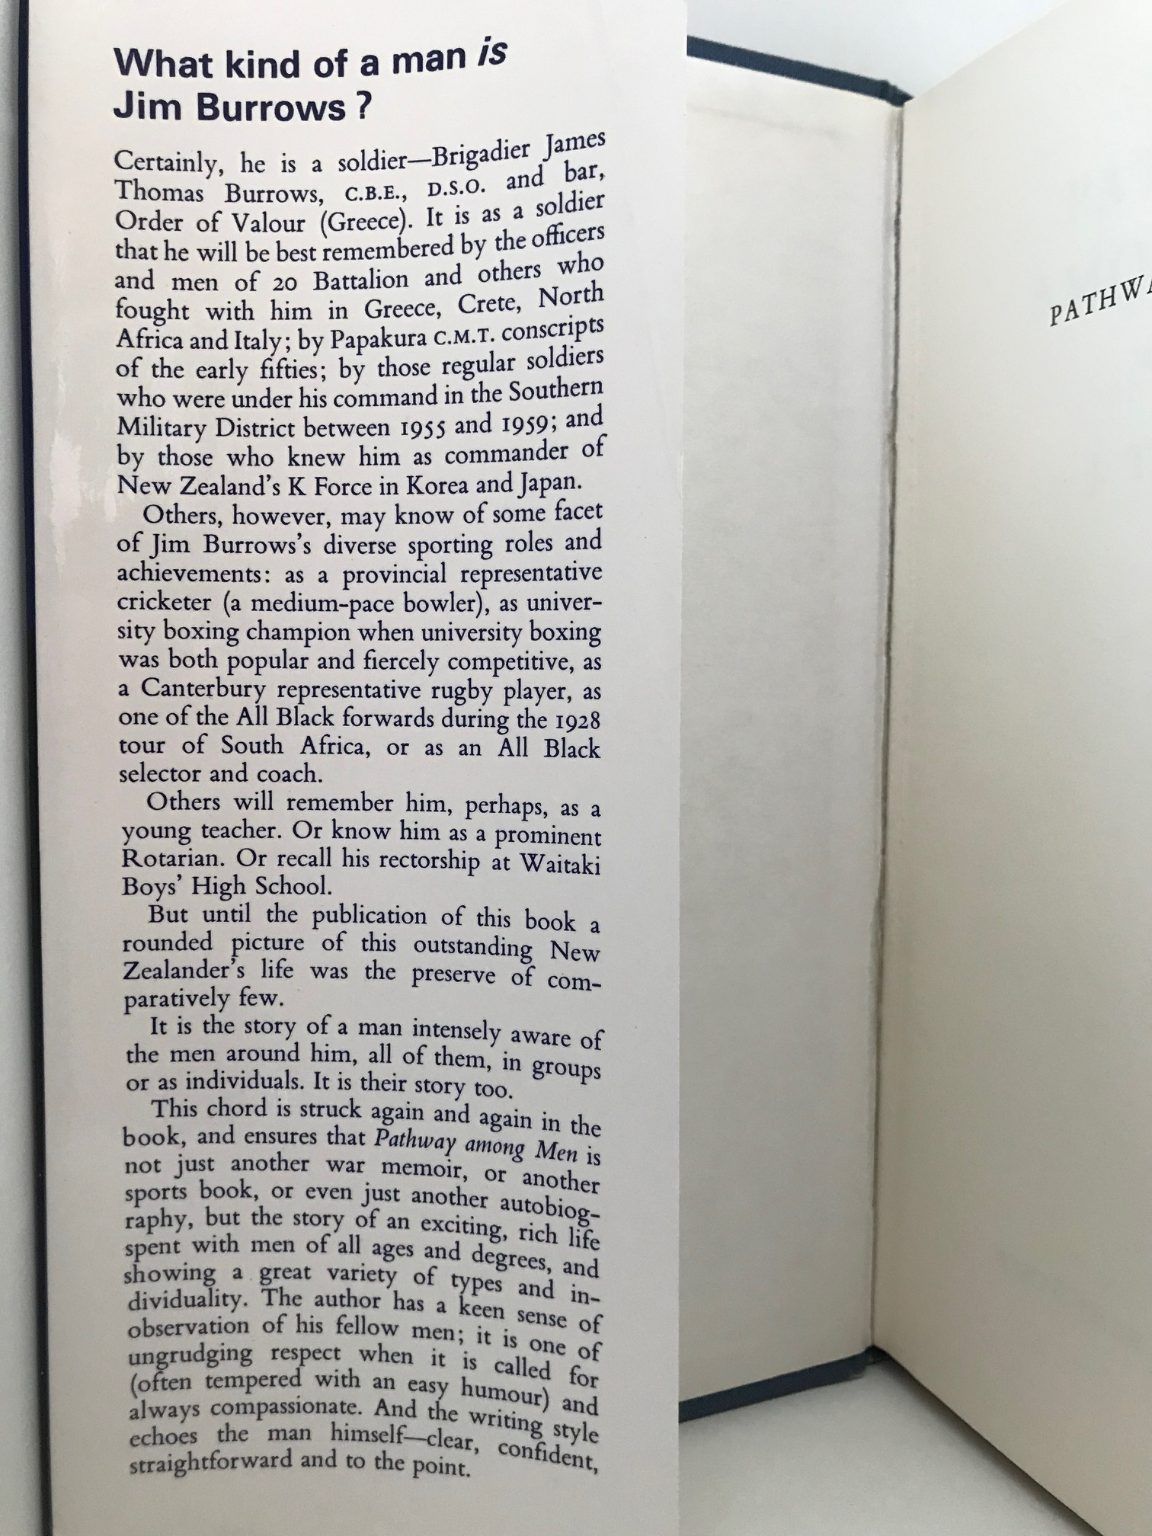 What kind of a man is
Jim Burrows?
Certainly, he is a soldier—Brigadier James
Thomas Burrows, C.B.E., D.S.O. and bar,
Order of Valour (Greece). It is as a soldier
that he will be best remembered by the officers
and men of 20 Battalion and others who
fought with him in Greece, Crete, North
Africa and Italy; by Papakura C.M.T. conscripts
of the early fifties; by those regular soldiers
who were under his command in the Southern
Military District between 1955 and 1959; and
by those who knew him as commander of
New Zealand's K Force in Korea and Japan.
Others, however, may know of some facet
of Jim Burrows's diverse sporting roles and
achievements: as a provincial representative
cricketer (a medium-pace bowler), as univer-
sity boxing champion when university boxing
was both popular and fiercely competitive, as
a Canterbury representative rugby player, as
one of the All Black forwards during the 1928
tour of South Africa, or as an All Black
selector and coach.
Others will remember him, perhaps, as a
young teacher. Or know him as a prominent
Rotarian. Or recall his rectorship at Waitaki
Boys' High School.
But until the publication of this book a
rounded picture of this outstanding New
Zealander's life was the preserve of com-
paratively few.
It is the story of a man intensely aware of
the men around him, all of them, in groups
or as individuals. It is their story too.
This chord is struck again and again in the
book, and ensures that Pathway among Men is
not just another war memoir, or another
sports book, or even just another autobiog-
raphy, but the story of an exciting, rich life
spent with men of all ages and degrees, and
showing a great variety of types and in-
dividuality. The author has a keen sense of
observation of his fellow men; it is one of
ungrudging respect when it is called for
(often tempered with an easy humour) and
always compassionate. And the writing style
echoes the man himself—clear, confident,
straightforward and to the point.
PATHWA